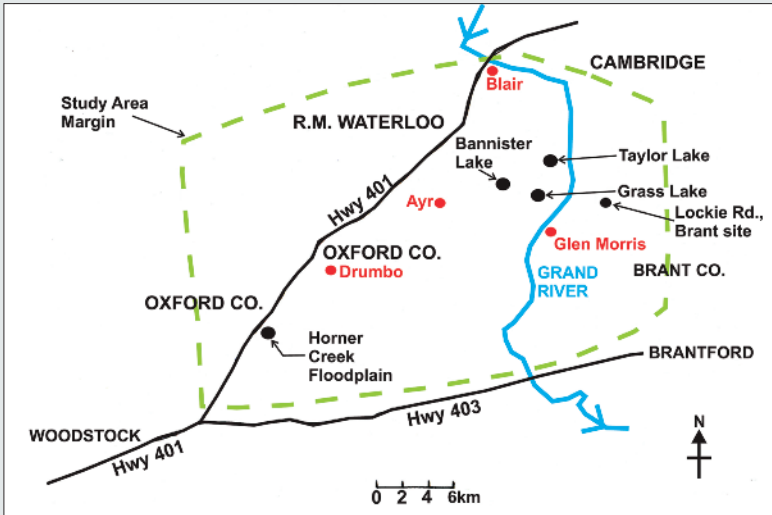 CAMBRIDGE
Blair
Study Area
Margin
R.M. WATERLOO
Bannister
Lake
Taylor Lake
Hwy 401
Ayr
Grass Lake
Lockie Rd.,
Brant site
Glen Morris
OXFORD CO.
Drumbo
GRAND
RIVER
BRANT CO.
OXFORD CO.
Horner
Creek
Floodplain
BRANTFORD
Hwy 403
WOODSTOCK
Hwy 401
N
0 2 4 6km